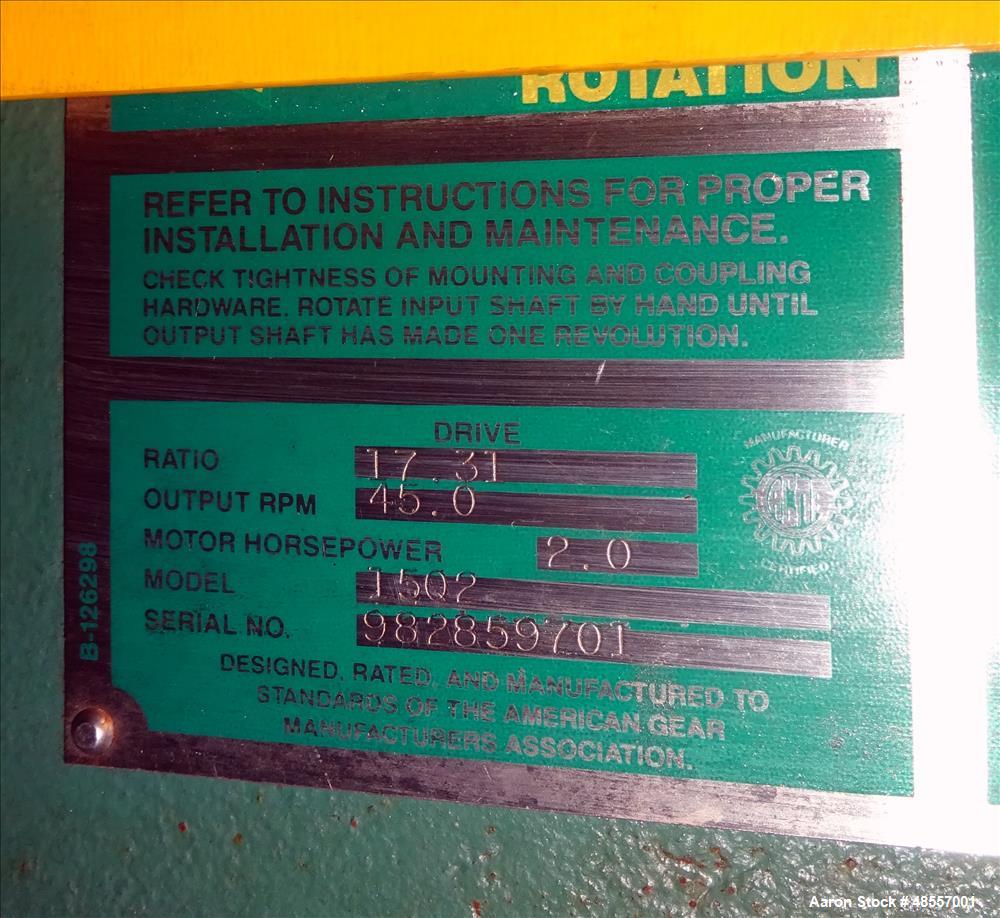 ROTATION
REFER TO INSTRUCTIONS FOR PROPER
INSTALLATION AND MAINTENANCE.
CHECK TIGHTNESS OF MOUNTING AND COUPLING
HARDWARE. ROTATE INPUT SHAFT BY HAND UNTIL
OUTPUT SHAFT HAS MADE ONE REVOLUTION.
DRIVE
RATIO 17.31
OUTPUT RPM 45.0
MOTOR HORSEPOWER 2.0
MODEL 15Q2
SERIAL NO. 982859701
MANUFACTURER
CERTIFIED
DESIGNED, RATED, AND MANUFACTURED TO
STANDARDS OF THE AMERICAN GEAR
MANUFACTURERS ASSOCIATION.
B-126298
Aaron Stock # 48557001